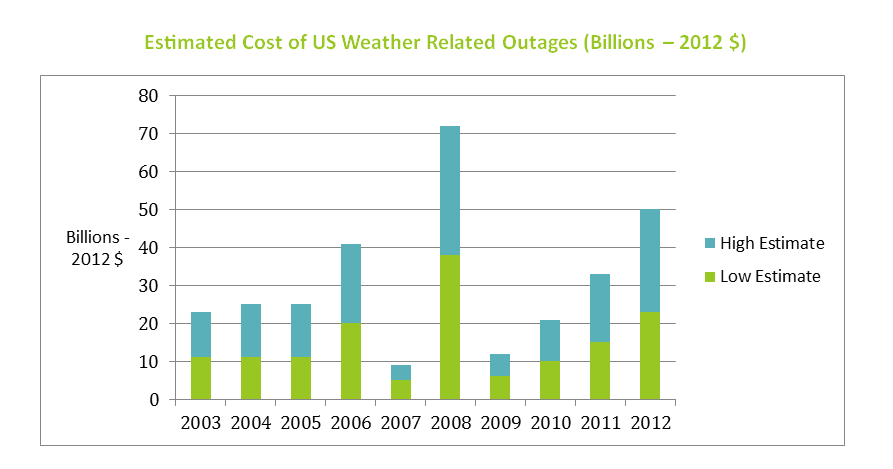 Estimated Cost of US Weather Related Outages (Billions – 2012 $)
80
70
60
50
40
30
20
10
0
Billions -
2012 $
2003 2004 2005 2006 2007 2008 2009 2010 2011 2012
High Estimate
Low Estimate